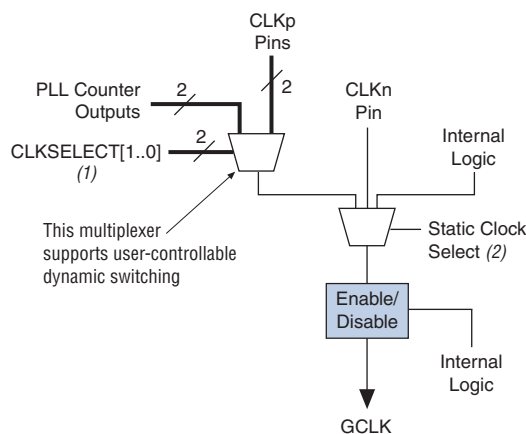 CLKp
Pins
2
PLL Counter
Outputs
2
CLKn
Pin
CLKSELECT[1..0]
(1)
2
Internal
Logic
This multiplexer
supports user-controllable
dynamic switching
Static Clock
Select (2)
Enable/
Disable
Internal
Logic
GCLK